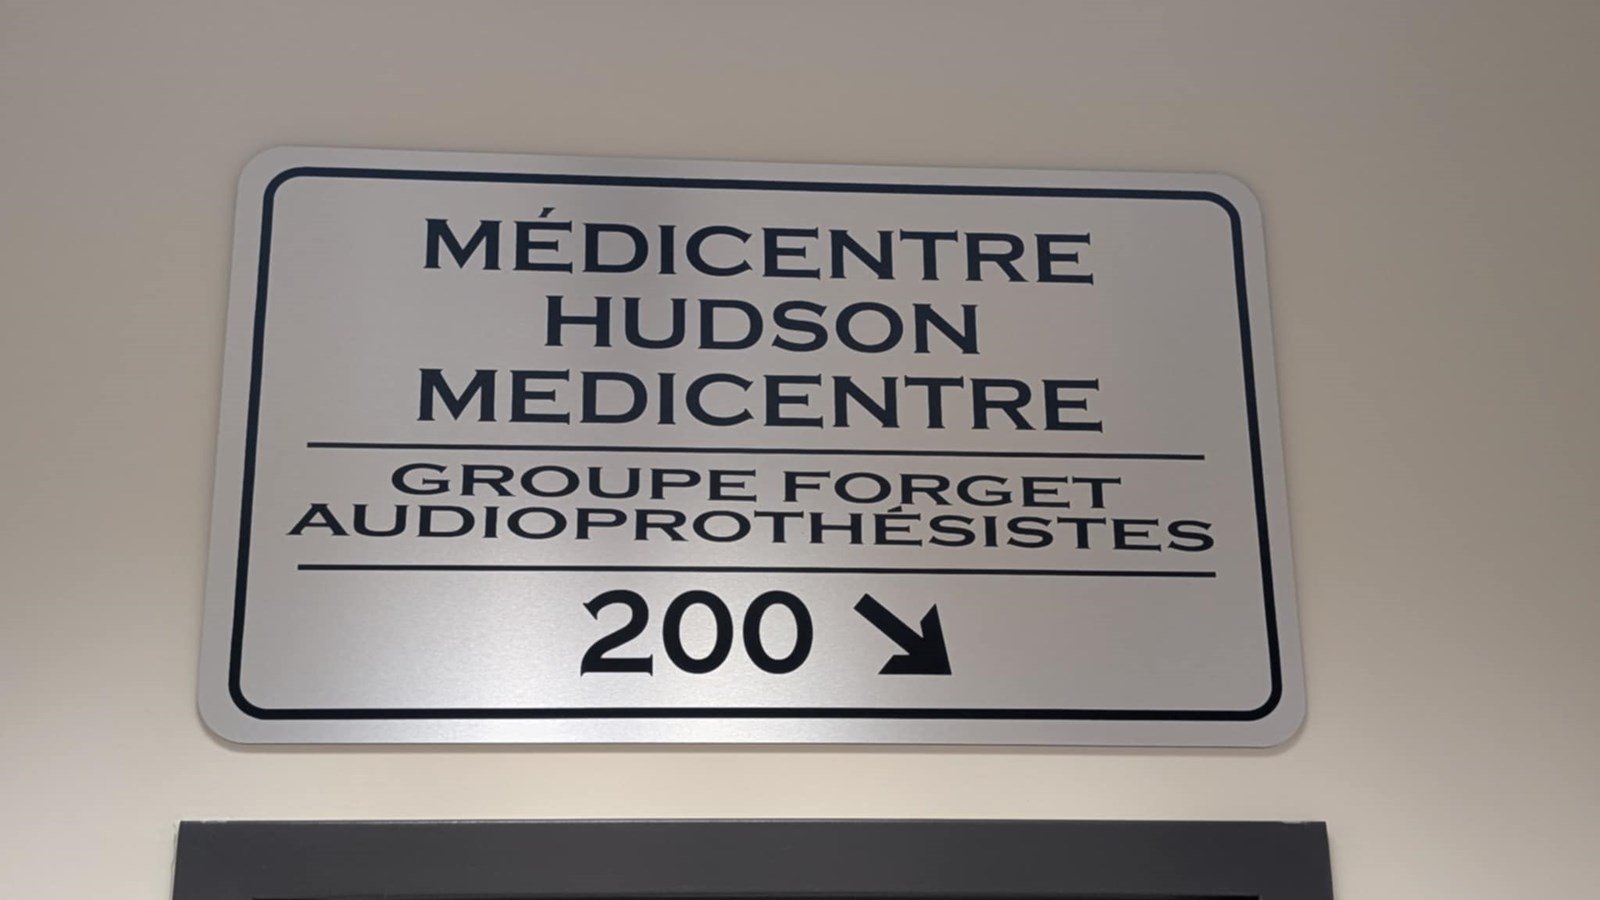 MÉDICENTRE
HUDSON
MEDICENTRE
GROUPE FORGET
AUDIOPROTHÉSISTES
200 ↘